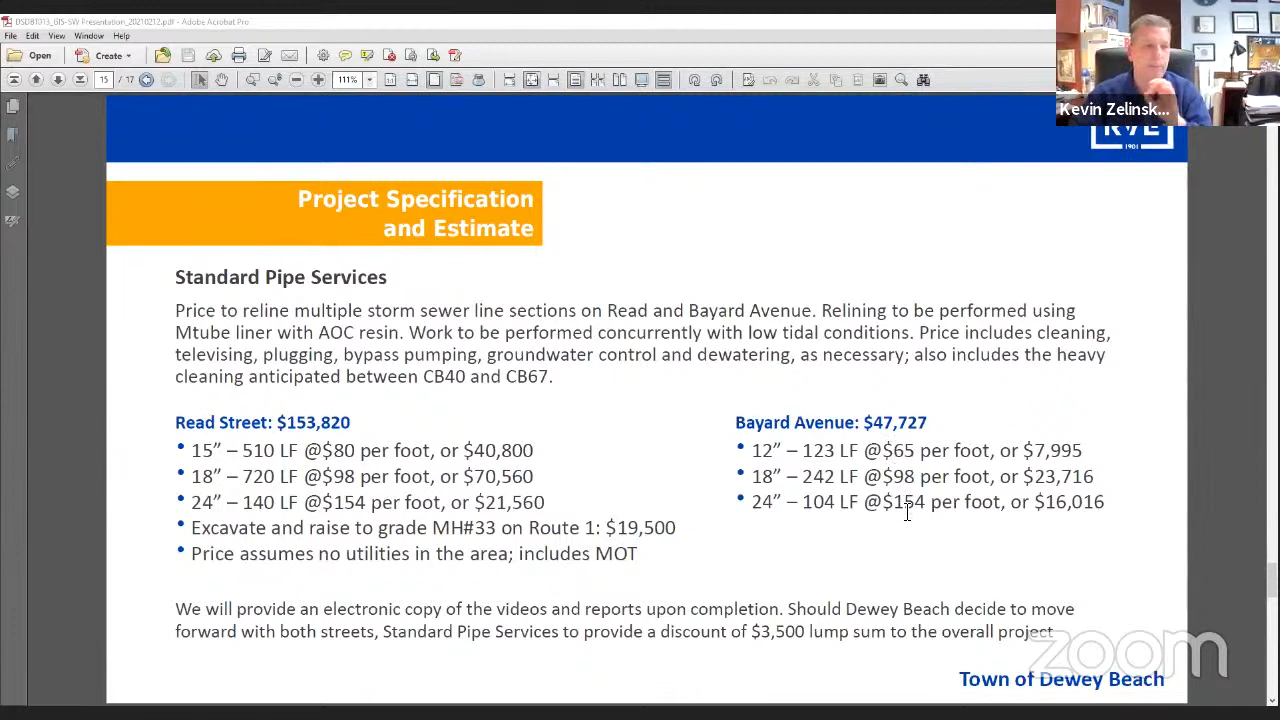 DSDBT013_GIS-SW Presentation_20210212.pdf - Adobe Acrobat Pro
File Edit View Window Help
Open Create
15 / 17 111%
Kevin Zelinsk...
RVE
1901
Project Specification
and Estimate
Standard Pipe Services
Price to reline multiple storm sewer line sections on Read and Bayard Avenue. Relining to be performed using
Mtube liner with AOC resin. Work to be performed concurrently with low tidal conditions. Price includes cleaning,
televising, plugging, bypass pumping, groundwater control and dewatering, as necessary; also includes the heavy
cleaning anticipated between CB40 and CB67.
Read Street: $153,820
• 15” – 510 LF @$80 per foot, or $40,800
• 18” – 720 LF @$98 per foot, or $70,560
• 24” – 140 LF @$154 per foot, or $21,560
• Excavate and raise to grade MH#33 on Route 1: $19,500
• Price assumes no utilities in the area; includes MOT
Bayard Avenue: $47,727
• 12” – 123 LF @$65 per foot, or $7,995
• 18” – 242 LF @$98 per foot, or $23,716
• 24” – 104 LF @$154 per foot, or $16,016
We will provide an electronic copy of the videos and reports upon completion. Should Dewey Beach decide to move
forward with both streets, Standard Pipe Services to provide a discount of $3,500 lump sum to the overall project
zoom
Town of Dewey Beach